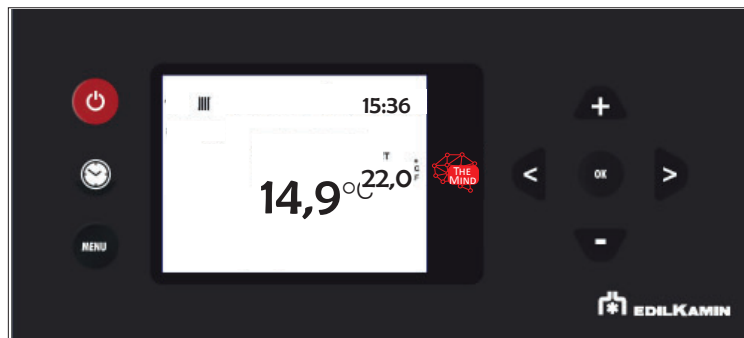 15:36
22,0
14,9°C
THE
MIND
OK
MENU
EDILKAMIN